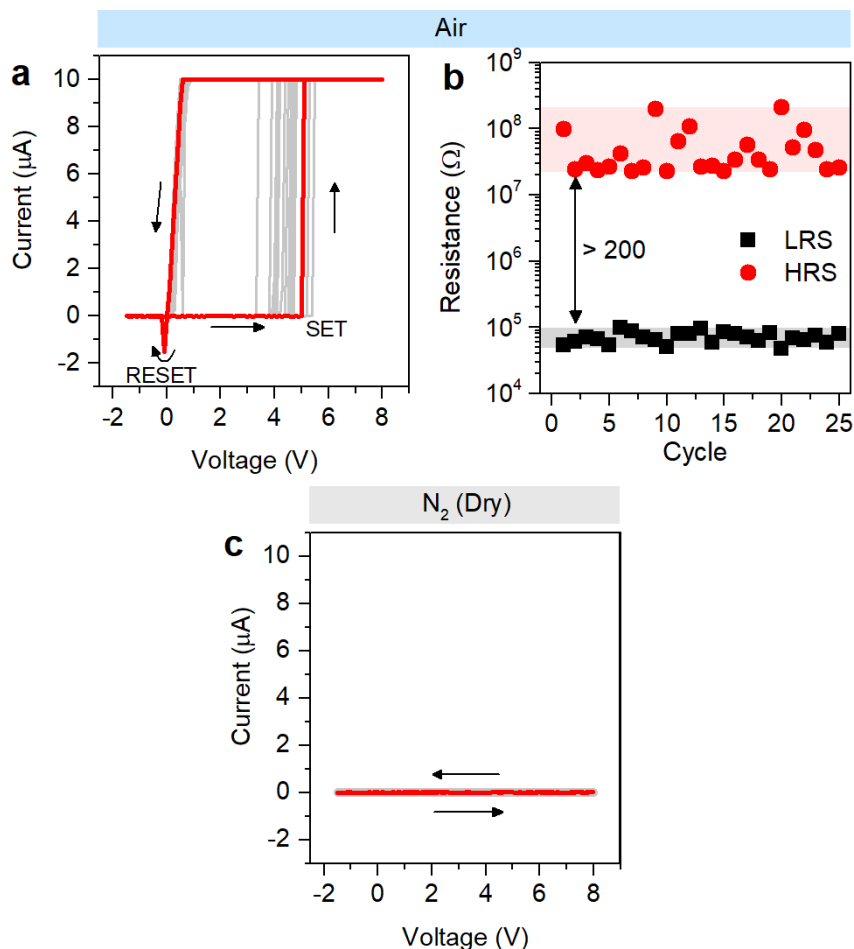 Air
a
Current (μA)
10
8
6
4
2
0
-2
SET
RESET
-2 0 2 4 6 8
Voltage (V)
b
Resistance (Ω)
10⁹
10⁸
10⁷
10⁶
10⁵
10⁴
> 200
LRS
HRS
0 5 10 15 20 25
Cycle
N₂ (Dry)
c
Current (μA)
10
8
6
4
2
0
-2
-2 0 2 4 6 8
Voltage (V)